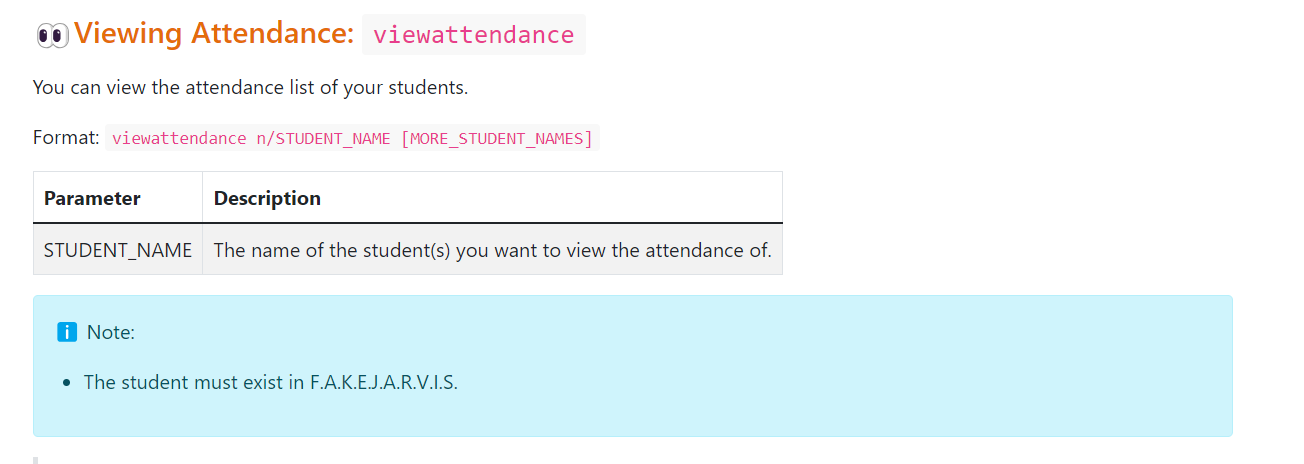 👀Viewing Attendance: viewattendance
You can view the attendance list of your students.
Format: viewattendance n/STUDENT_NAME [MORE_STUDENT_NAMES]
Parameter Description
STUDENT_NAME The name of the student(s) you want to view the attendance of.
ℹ️ Note:
• The student must exist in F.A.K.E.J.A.R.V.I.S.